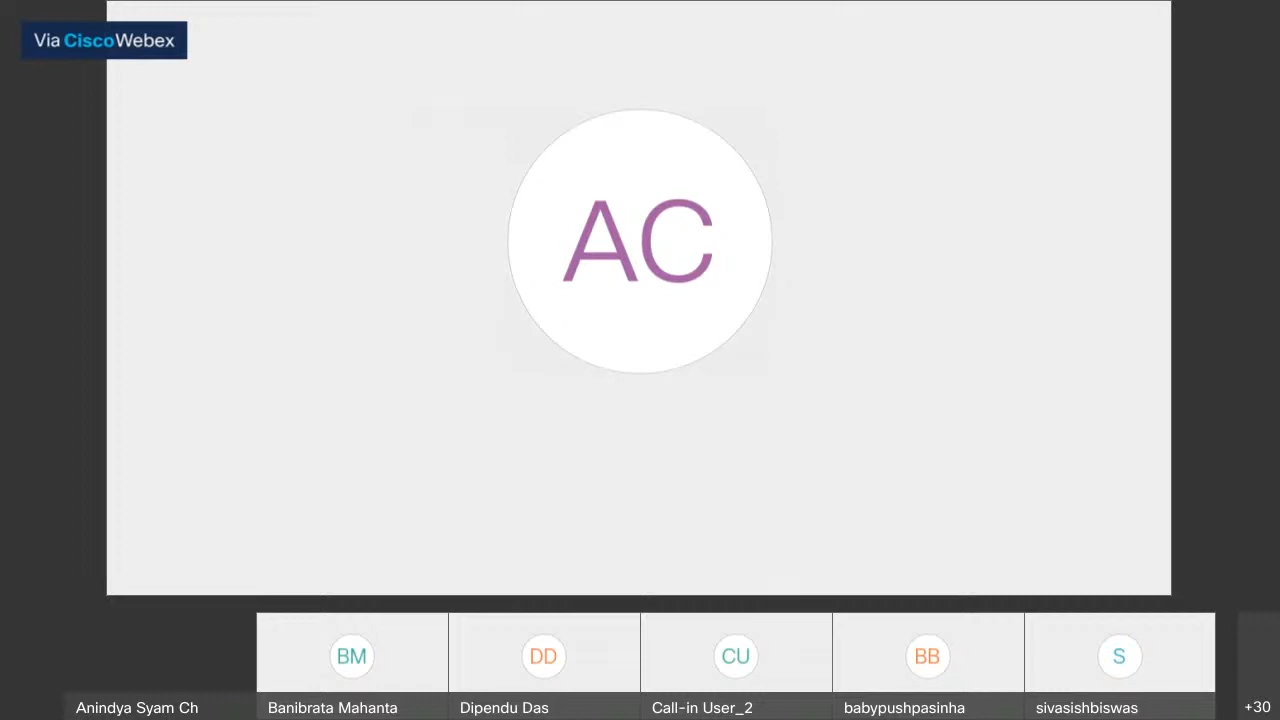 Via CiscoWebex
AC
BM
DD
CU
BB
S
Anindya Syam Ch
Banibrata Mahanta
Dipendu Das
Call-in User_2
babypushpasinha
sivasishbiswas
+30